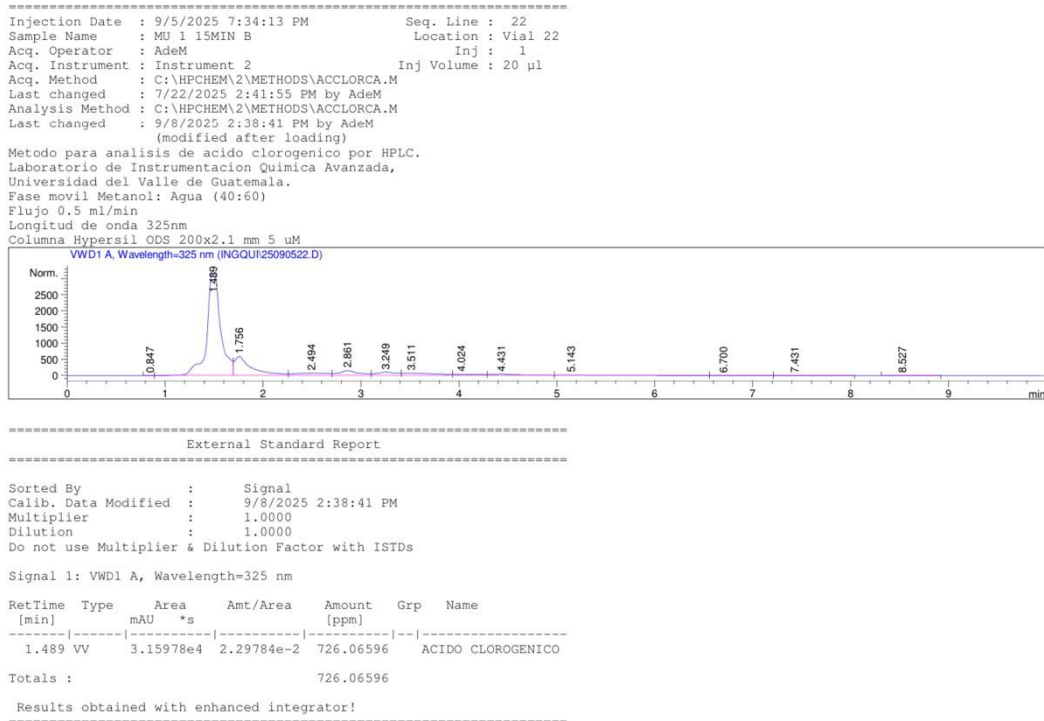 =====================================================================
Injection Date  : 9/5/2025 7:34:13 PM            Seq. Line :  22
Sample Name     : MU 1 15MIN B                    Location : Vial 22
Acq. Operator   : AdeM                                 Inj :   1
Acq. Instrument : Instrument 2                  Inj Volume : 20 µl
Acq. Method     : C:\HPCHEM\2\METHODS\ACCLORCA.M
Last changed    : 7/22/2025 2:41:55 PM by AdeM
Analysis Method : C:\HPCHEM\2\METHODS\ACCLORCA.M
Last changed    : 9/8/2025 2:38:41 PM by AdeM
(modified after loading)
Metodo para analisis de acido clorogenico por HPLC.
Laboratorio de Instrumentacion Quimica Avanzada,
Universidad del Valle de Guatemala.
Fase movil Metanol: Agua (40:60)
Flujo 0.5 ml/min
Longitud de onda 325nm
Columna Hypersil ODS 200x2.1 mm 5 uM
VWD1 A, Wavelength=325 nm (INGQUI\25090522.D)
Norm.
2500
2000
1500
1000
500
0
0.847
1.489
1.756
2.494
2.861
3.249
3.511
4.024
4.431
5.143
6.700
7.431
8.527
0 1 2 3 4 5 6 7 8 9 min
=====================================================================
External Standard Report
=====================================================================
Sorted By             :      Signal
Calib. Data Modified  :      9/8/2025 2:38:41 PM
Multiplier            :      1.0000
Dilution              :      1.0000
Do not use Multiplier & Dilution Factor with ISTDs
Signal 1: VWD1 A, Wavelength=325 nm
RetTime  Type     Area      Amt/Area    Amount   Grp   Name
[min]          mAU   *s                 [ppm]
-------|------|----------|----------|----------|--|------------------
1.489 VV     3.15978e4  2.29784e-2  726.06596    ACIDO CLOROGENICO
Totals :                              726.06596
Results obtained with enhanced integrator!
=====================================================================